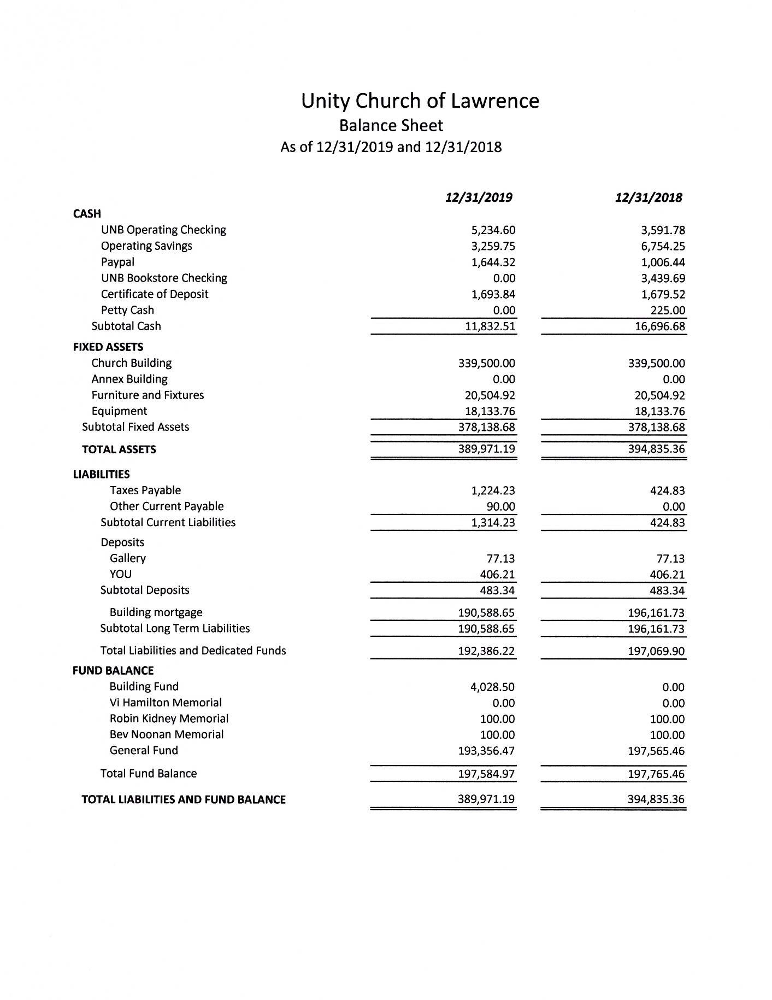 Unity Church of Lawrence
Balance Sheet
As of 12/31/2019 and 12/31/2018
12/31/2019 12/31/2018
CASH
UNB Operating Checking 5,234.60 3,591.78
Operating Savings 3,259.75 6,754.25
Paypal 1,644.32 1,006.44
UNB Bookstore Checking 0.00 3,439.69
Certificate of Deposit 1,693.84 1,679.52
Petty Cash 0.00 225.00
Subtotal Cash 11,832.51 16,696.68
FIXED ASSETS
Church Building 339,500.00 339,500.00
Annex Building 0.00 0.00
Furniture and Fixtures 20,504.92 20,504.92
Equipment 18,133.76 18,133.76
Subtotal Fixed Assets 378,138.68 378,138.68
TOTAL ASSETS 389,971.19 394,835.36
LIABILITIES
Taxes Payable 1,224.23 424.83
Other Current Payable 90.00 0.00
Subtotal Current Liabilities 1,314.23 424.83
Deposits
Gallery 77.13 77.13
YOU 406.21 406.21
Subtotal Deposits 483.34 483.34
Building mortgage 190,588.65 196,161.73
Subtotal Long Term Liabilities 190,588.65 196,161.73
Total Liabilities and Dedicated Funds 192,386.22 197,069.90
FUND BALANCE
Building Fund 4,028.50 0.00
Vi Hamilton Memorial 0.00 0.00
Robin Kidney Memorial 100.00 100.00
Bev Noonan Memorial 100.00 100.00
General Fund 193,356.47 197,565.46
Total Fund Balance 197,584.97 197,765.46
TOTAL LIABILITIES AND FUND BALANCE 389,971.19 394,835.36